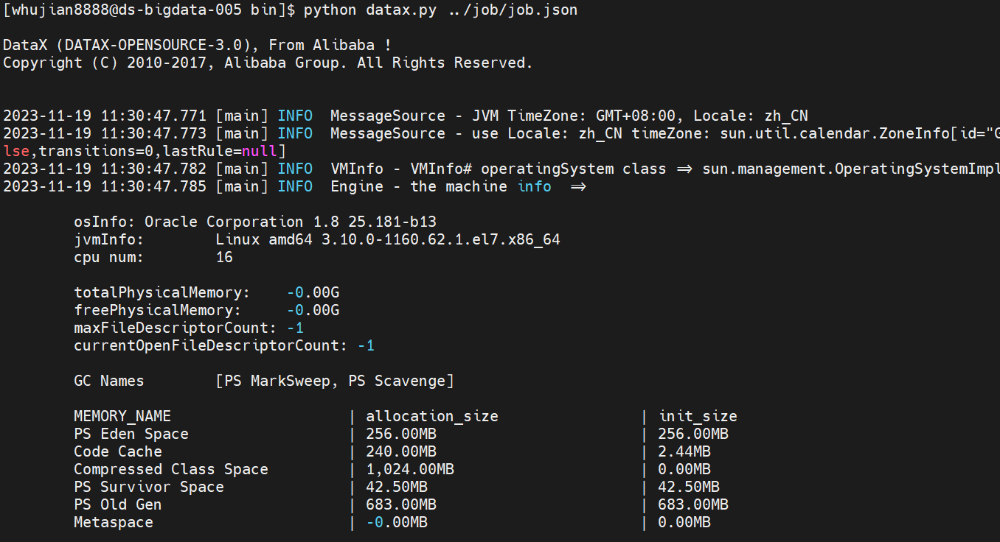 [whujian8888@ds-bigdata-005 bin]$ python datax.py ../job/job.json
DataX (DATAX-OPENSOURCE-3.0), From Alibaba !
Copyright (C) 2010-2017, Alibaba Group. All Rights Reserved.
2023-11-19 11:30:47.771 [main] INFO  MessageSource - JVM TimeZone: GMT+08:00, Locale: zh_CN
2023-11-19 11:30:47.773 [main] INFO  MessageSource - use Locale: zh_CN timeZone: sun.util.calendar.ZoneInfo[id="G
lse,transitions=0,lastRule=null]
2023-11-19 11:30:47.782 [main] INFO  VMInfo - VMInfo# operatingSystem class => sun.management.OperatingSystemImpl
2023-11-19 11:30:47.785 [main] INFO  Engine - the machine info  =>
osInfo: Oracle Corporation 1.8 25.181-b13
jvmInfo: Linux amd64 3.10.0-1160.62.1.el7.x86_64
cpu num: 16
totalPhysicalMemory: -0.00G
freePhysicalMemory: -0.00G
maxFileDescriptorCount: -1
currentOpenFileDescriptorCount: -1
GC Names [PS MarkSweep, PS Scavenge]
MEMORY_NAME | allocation_size | init_size
PS Eden Space | 256.00MB | 256.00MB
Code Cache | 240.00MB | 2.44MB
Compressed Class Space | 1,024.00MB | 0.00MB
PS Survivor Space | 42.50MB | 42.50MB
PS Old Gen | 683.00MB | 683.00MB
Metaspace | -0.00MB | 0.00MB